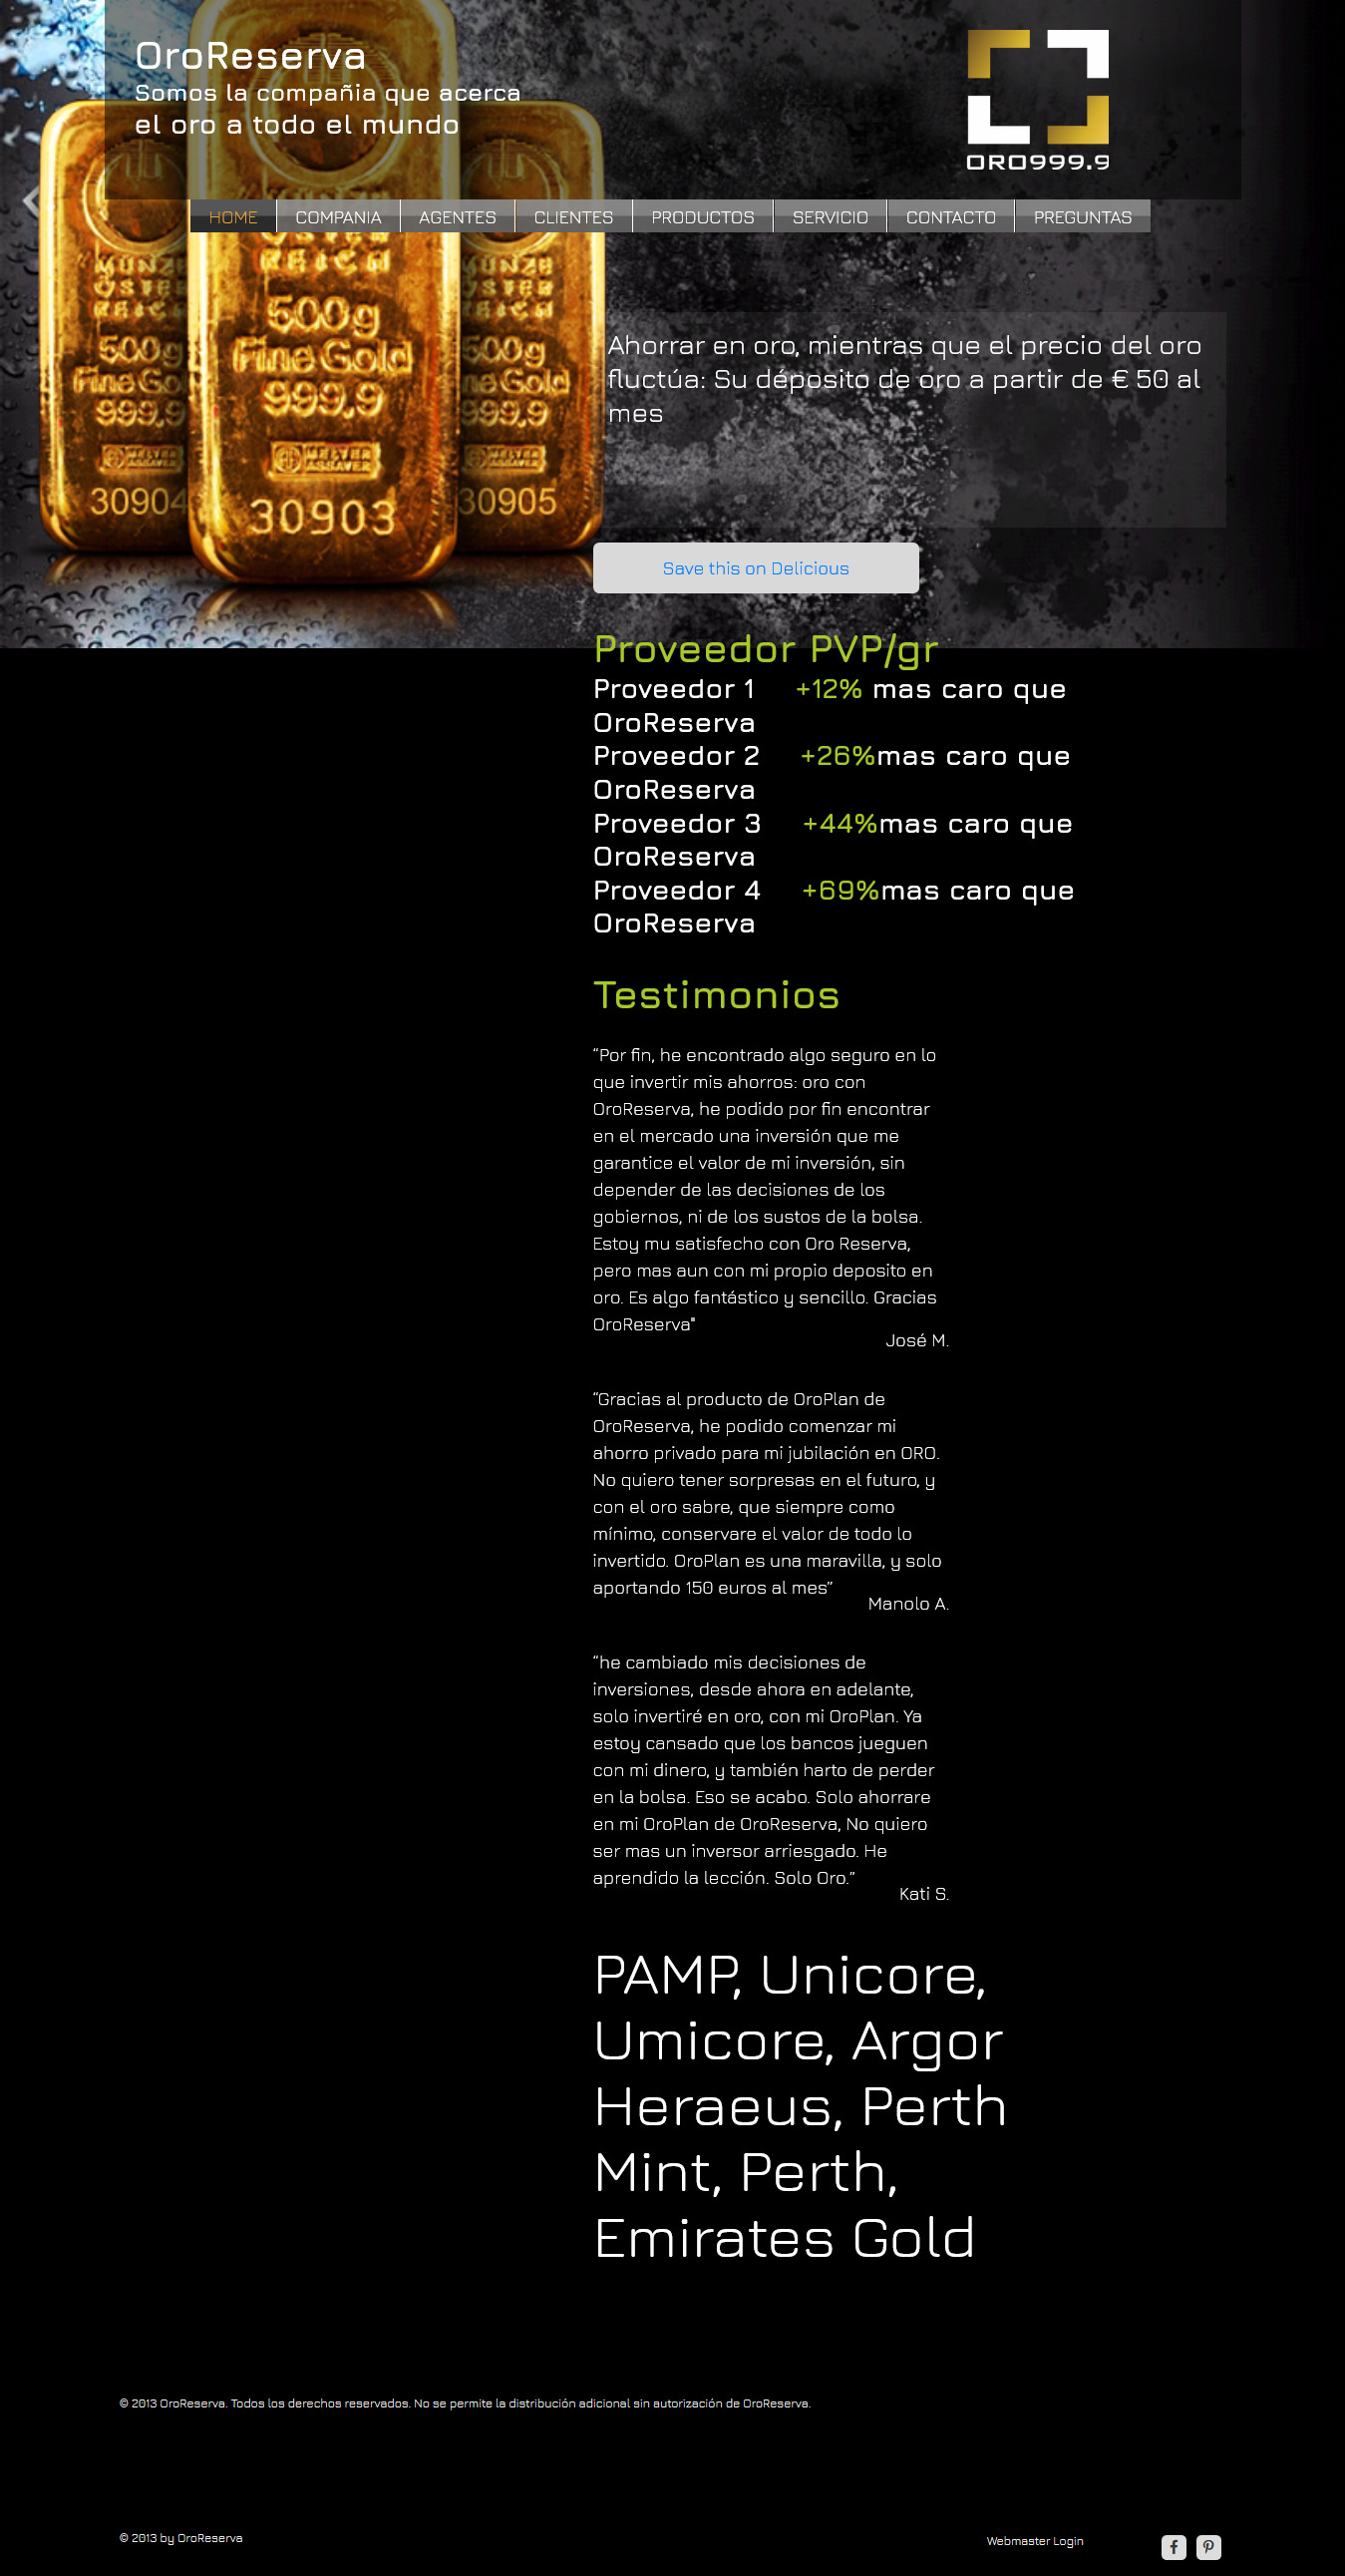 OroReserva
Somos la compañia que acerca
el oro a todo el mundo
ORO999.9
HOME COMPANIA AGENTES CLIENTES PRODUCTOS SERVICIO CONTACTO PREGUNTAS
REICH
500g
Fine Gold
999.9
MELTER
ASSAYER
30903
500g
Fine Gold
999.9
MELTER
ASSAYER
30904
500g
Gold
999.9
MELTER
ASSAYER
30905
Ahorrar en oro, mientras que el precio del oro
fluctúa: Su déposito de oro a partir de € 50 al
mes
Save this on Delicious
Proveedor PVP/gr
Proveedor 1 +12% mas caro que
OroReserva
Proveedor 2 +26%mas caro que
OroReserva
Proveedor 3 +44%mas caro que
OroReserva
Proveedor 4 +69%mas caro que
OroReserva
Testimonios
“Por fin, he encontrado algo seguro en lo
que invertir mis ahorros: oro con
OroReserva, he podido por fin encontrar
en el mercado una inversión que me
garantice el valor de mi inversión, sin
depender de las decisiones de los
gobiernos, ni de los sustos de la bolsa.
Estoy mu satisfecho con Oro Reserva,
pero mas aun con mi propio deposito en
oro. Es algo fantástico y sencillo. Gracias
OroReserva"
José M.
“Gracias al producto de OroPlan de
OroReserva, he podido comenzar mi
ahorro privado para mi jubilación en ORO.
No quiero tener sorpresas en el futuro, y
con el oro sabre, que siempre como
mínimo, conservare el valor de todo lo
invertido. OroPlan es una maravilla, y solo
aportando 150 euros al mes”
Manolo A.
“he cambiado mis decisiones de
inversiones, desde ahora en adelante,
solo invertiré en oro, con mi OroPlan. Ya
estoy cansado que los bancos jueguen
con mi dinero, y también harto de perder
en la bolsa. Eso se acabo. Solo ahorrare
en mi OroPlan de OroReserva, No quiero
ser mas un inversor arriesgado. He
aprendido la lección. Solo Oro.”
Kati S.
PAMP, Unicore,
Umicore, Argor
Heraeus, Perth
Mint, Perth,
Emirates Gold
© 2013 OroReserva. Todos los derechos reservados. No se permite la distribución adicional sin autorización de OroReserva.
© 2013 by OroReserva
Webmaster Login